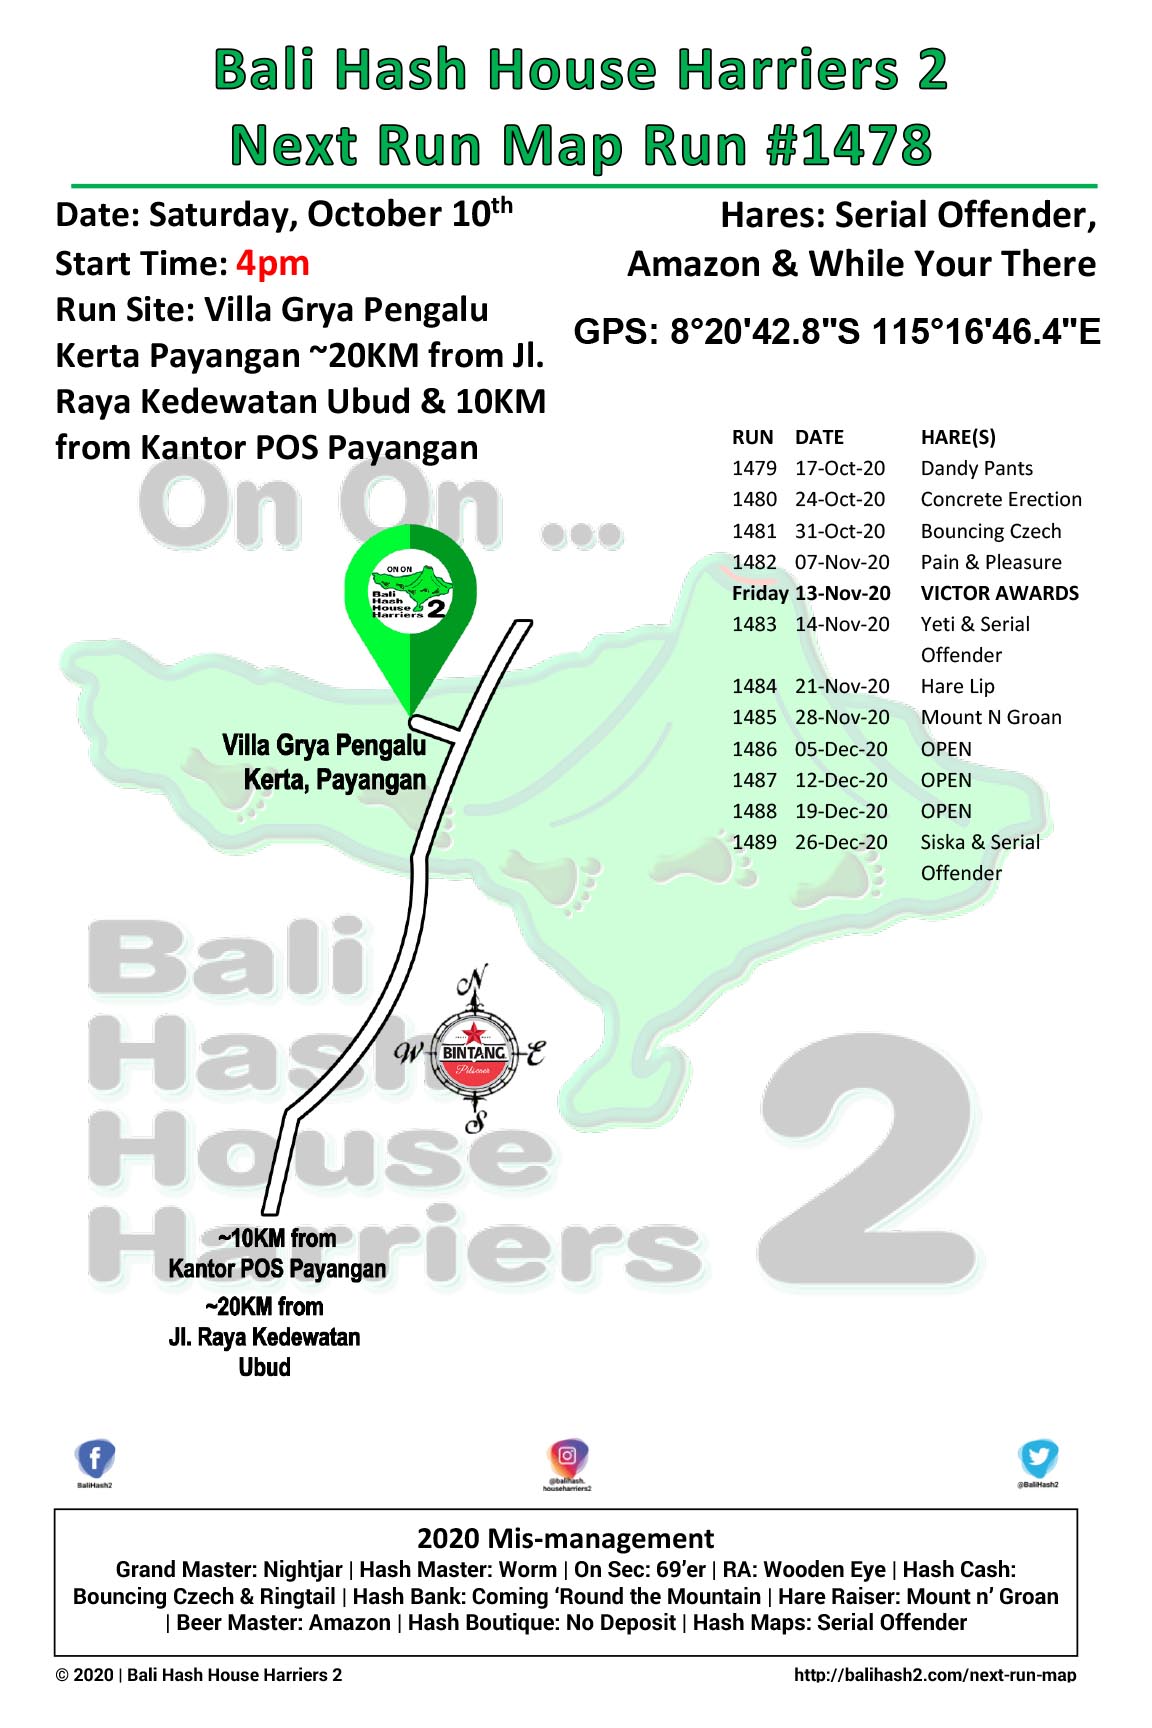 Bali Hash House Harriers 2
Next Run Map Run #1478
Date: Saturday, October 10th
Start Time: 4pm
Run Site: Villa Grya Pengalu
Kerta Payangan ~20KM from Jl.
Raya Kedewatan Ubud & 10KM
from Kantor POS Payangan
Hares: Serial Offender,
Amazon & While Your There
GPS: 8°20'42.8"S 115°16'46.4"E
RUN DATE HARE(S)
1479 17-Oct-20 Dandy Pants
1480 24-Oct-20 Concrete Erection
1481 31-Oct-20 Bouncing Czech
1482 07-Nov-20 Pain & Pleasure
Friday 13-Nov-20 VICTOR AWARDS
1483 14-Nov-20 Yeti & Serial
Offender
1484 21-Nov-20 Hare Lip
1485 28-Nov-20 Mount N Groan
1486 05-Dec-20 OPEN
1487 12-Dec-20 OPEN
1488 19-Dec-20 OPEN
1489 26-Dec-20 Siska & Serial
Offender
On On ...
ON ON
Bali
Hash
House
Harriers 2
Villa Grya Pengalu
Kerta, Payangan
Bali
Hash
House
Harriers 2
N
W BINTANG E
Pilsener
S
~10KM from
Kantor POS Payangan
~20KM from
Jl. Raya Kedewatan
Ubud
BaliHash2
@balihash.
househarriers2
@BaliHash2
2020 Mis-management
Grand Master: Nightjar | Hash Master: Worm | On Sec: 69’er | RA: Wooden Eye | Hash Cash:
Bouncing Czech & Ringtail | Hash Bank: Coming ‘Round the Mountain | Hare Raiser: Mount n’ Groan
| Beer Master: Amazon | Hash Boutique: No Deposit | Hash Maps: Serial Offender
© 2020 | Bali Hash House Harriers 2
http://balihash2.com/next-run-map